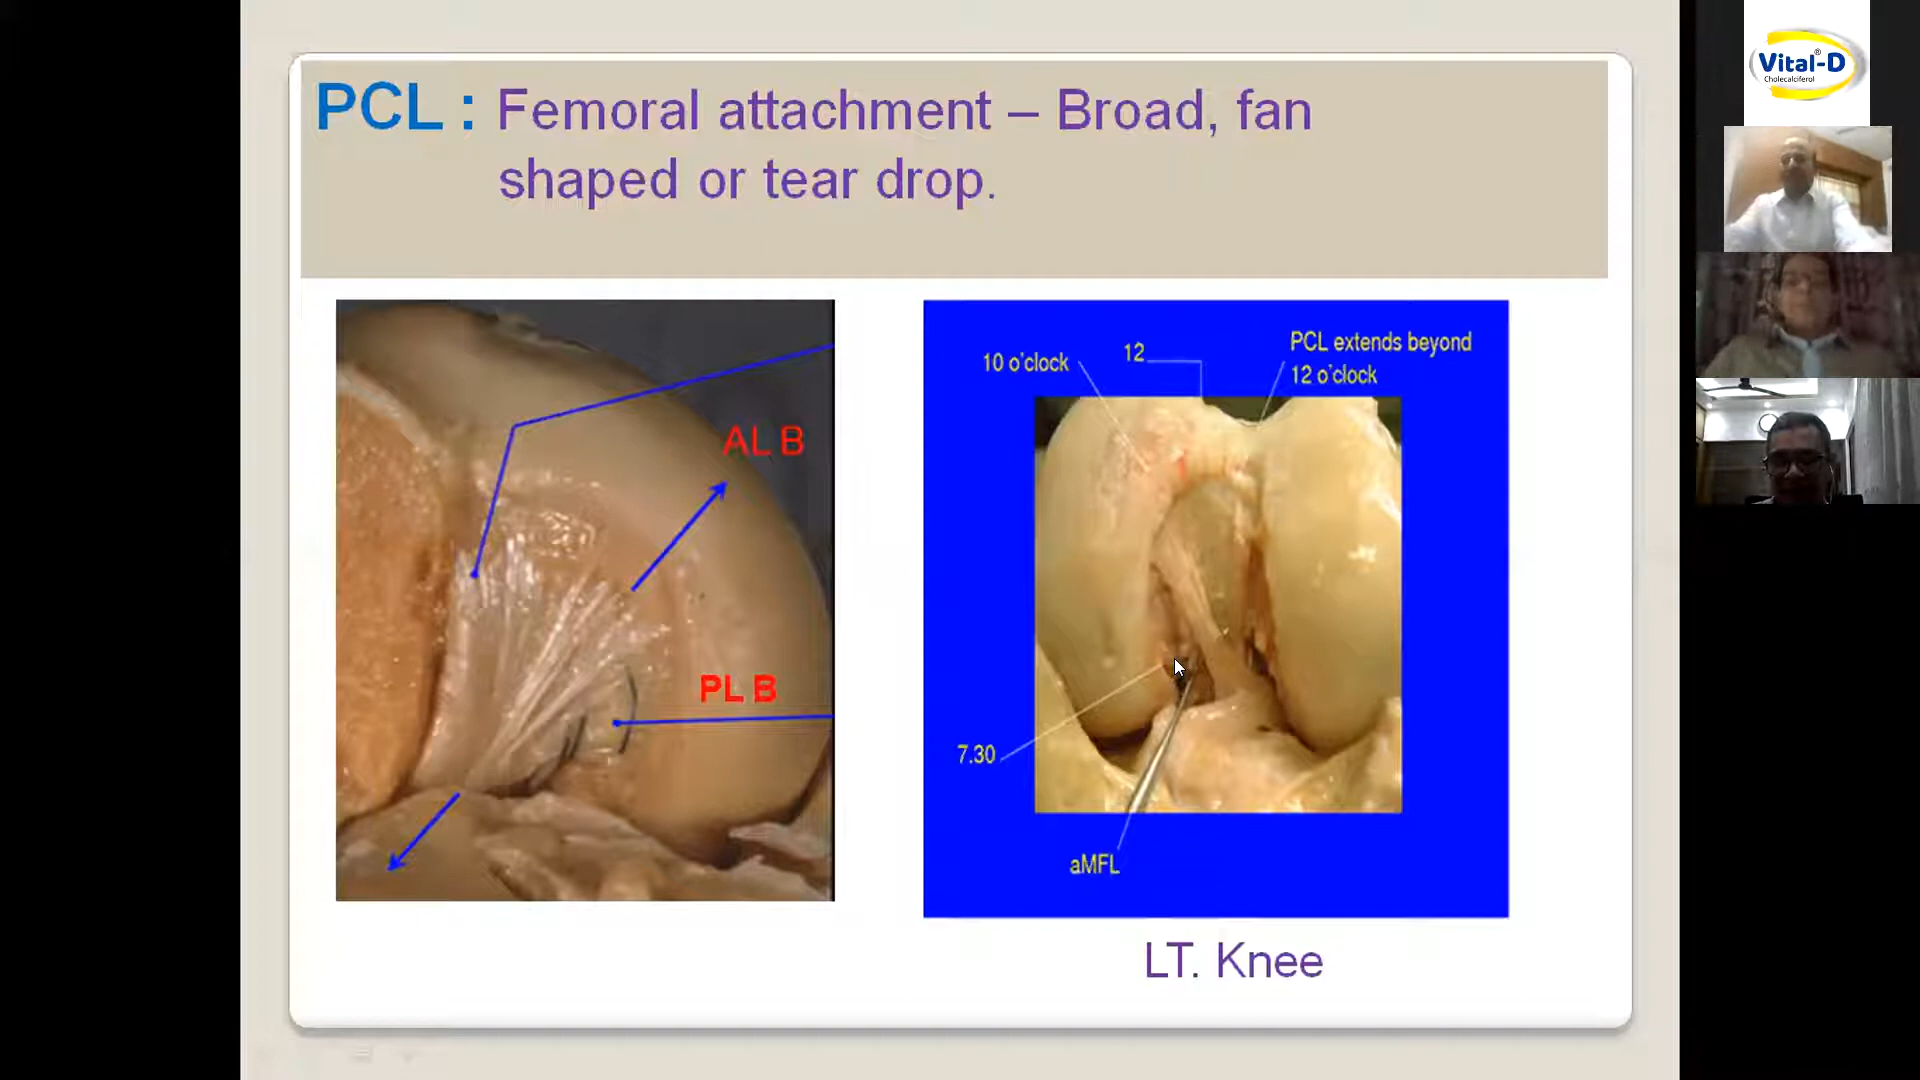 PCL : Femoral attachment – Broad, fan
shaped or tear drop.
AL B
PL B
10 o'clock
12
PCL extends beyond
12 o'clock
7.30
aMFL
LT. Knee
Vital-D®
Cholecalciferol